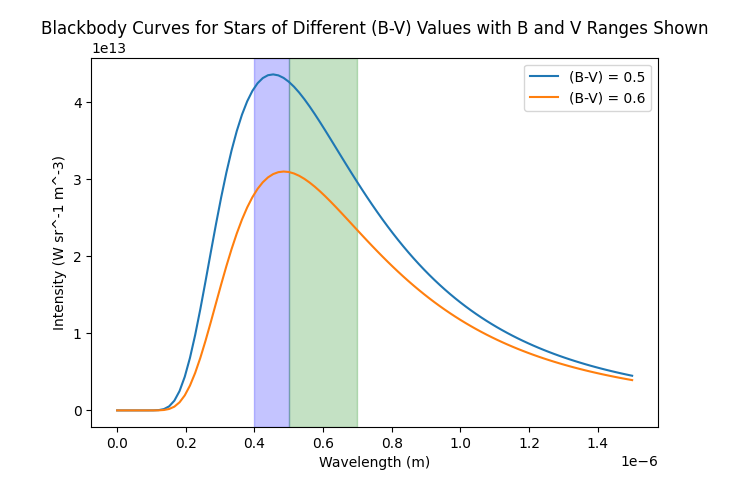 Blackbody Curves for Stars of Different (B-V) Values with B and V Ranges Shown
1e13
(B-V) = 0.5
(B-V) = 0.6
4
3
2
1
0
Intensity (W sr^-1 m^-3)
0.0 0.2 0.4 0.6 0.8 1.0 1.2 1.4
Wavelength (m)
1e−6